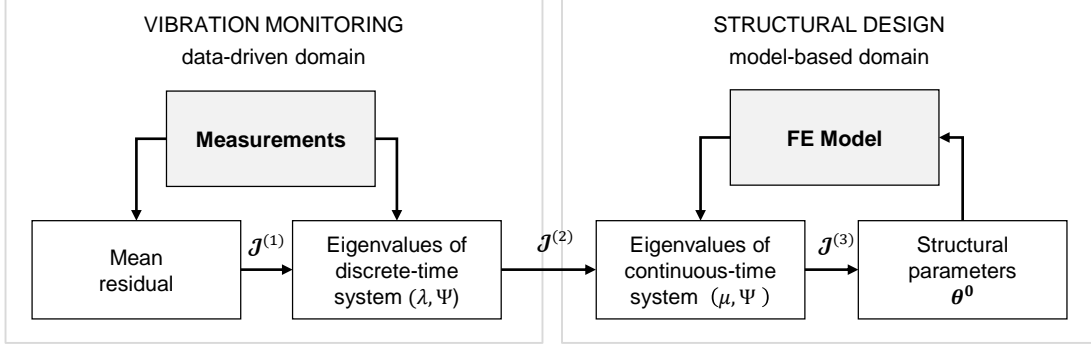 VIBRATION MONITORING
data-driven domain
Measurements
Mean
residual
𝓙⁽¹⁾
Eigenvalues of
discrete-time
system (λ, Ψ)
𝓙⁽²⁾
STRUCTURAL DESIGN
model-based domain
FE Model
Eigenvalues of
continuous-time
system (μ, Ψ )
𝓙⁽³⁾
Structural
parameters
θ⁰